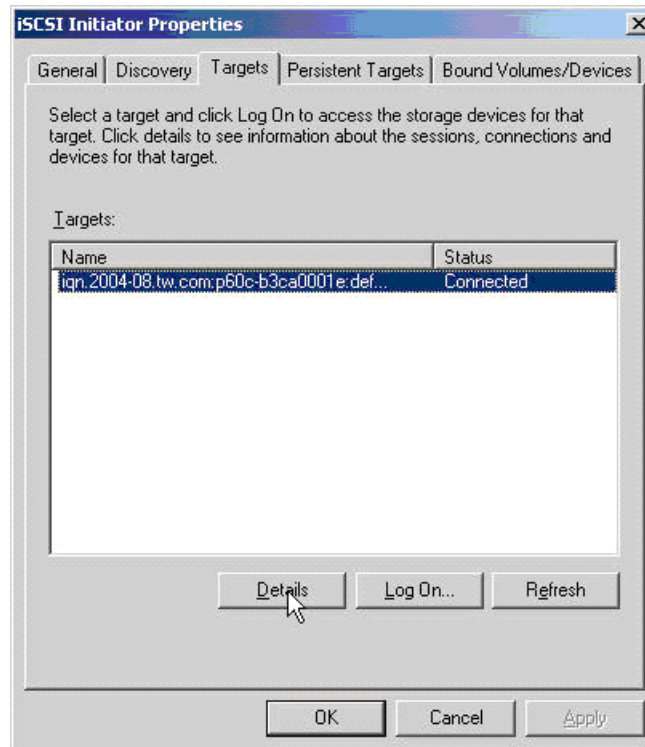 iSCSI Initiator Properties
General Discovery Targets Persistent Targets Bound Volumes/Devices
Select a target and click Log On to access the storage devices for that
target. Click details to see information about the sessions, connections and
devices for that target.
Targets:
Name Status
iqn.2004-08.tw.com:p60c-b3ca0001e:def... Connected
Details Log On... Refresh
OK Cancel Apply